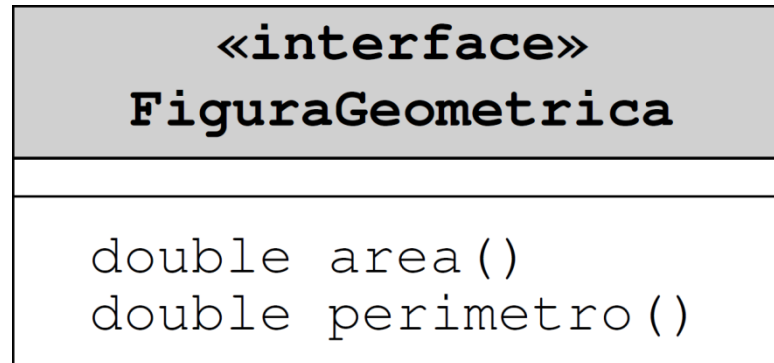 «interface»
FiguraGeometrica
double area()
double perimetro()